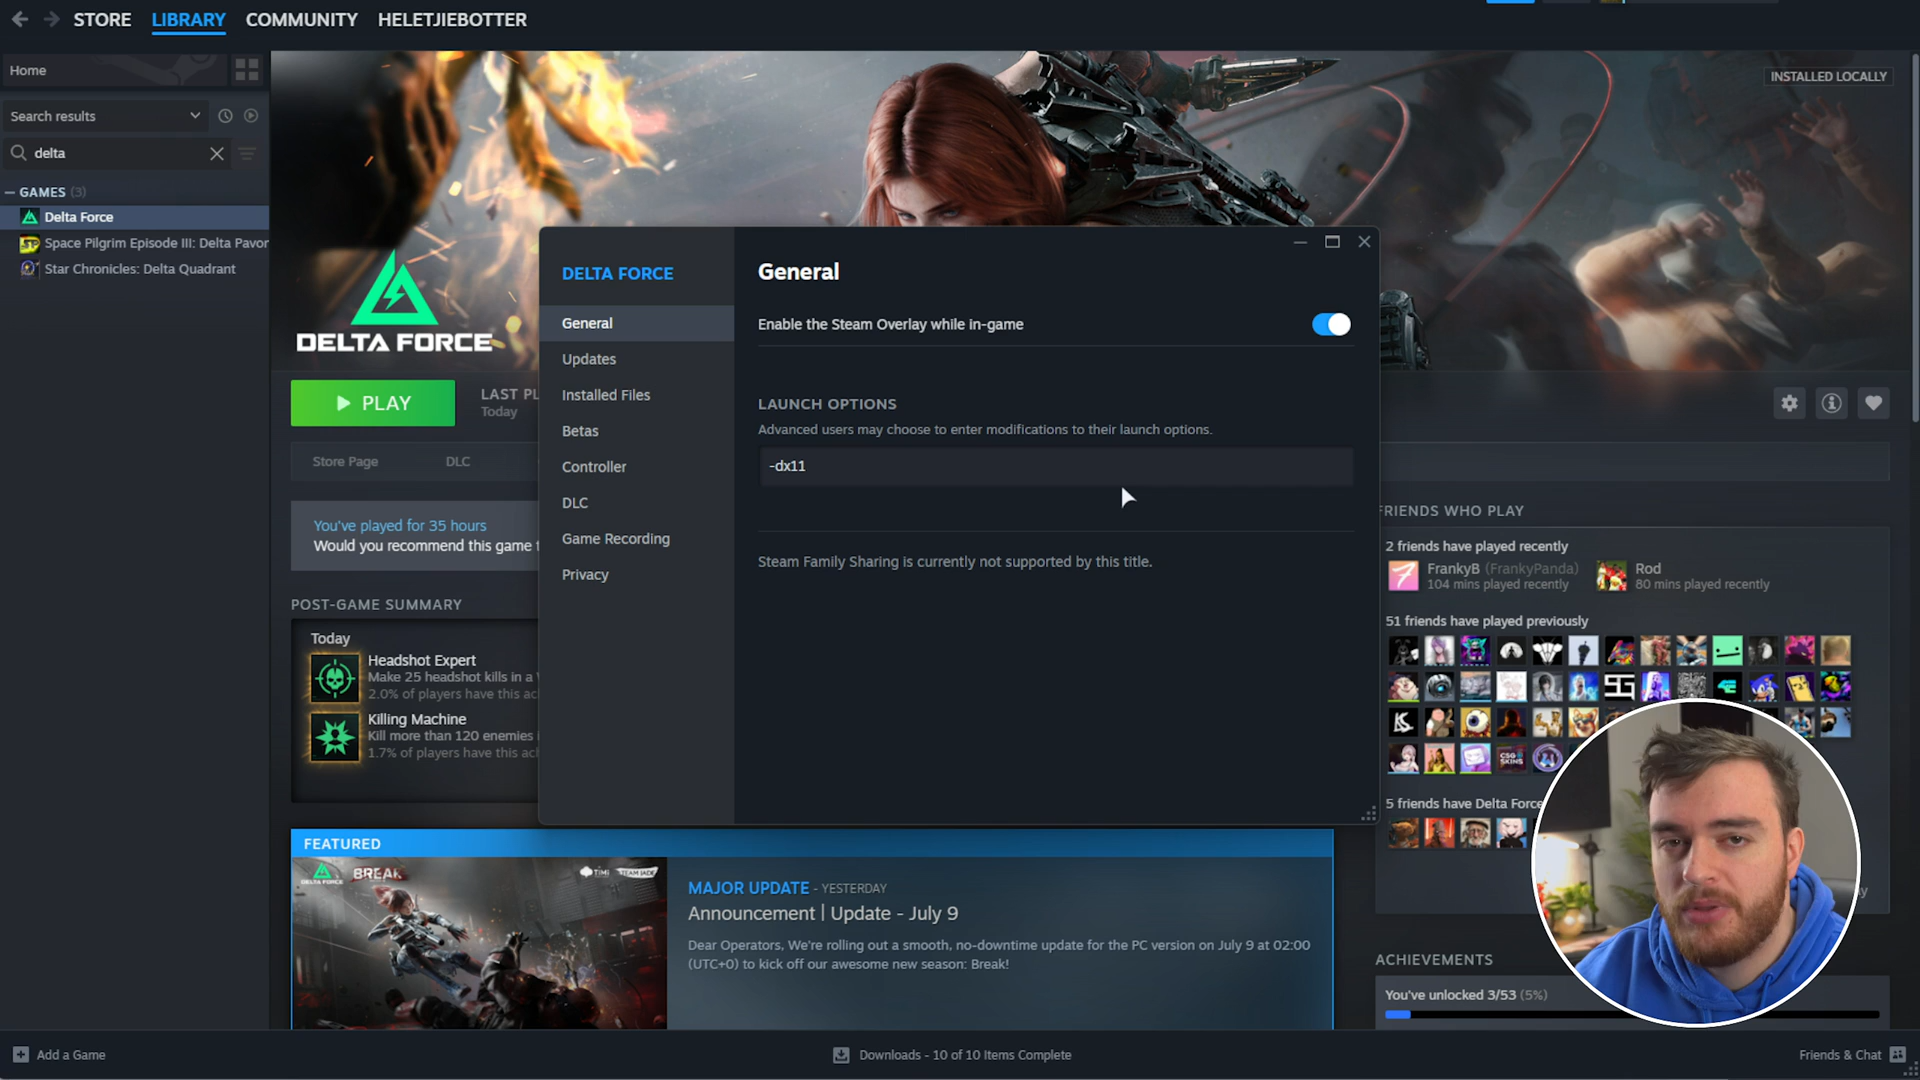 STORE LIBRARY COMMUNITY HELETJIEBOTTER
Home
INSTALLED LOCALLY
Search results
delta
GAMES (3)
Delta Force
Space Pilgrim Episode III: Delta Pavor
Star Chronicles: Delta Quadrant
DELTA FORCE
PLAY
LAST PL
Today
Store Page DLC
You've played for 35 hours
Would you recommend this game
POST-GAME SUMMARY
Today
Headshot Expert
Make 25 headshot kills in a
2.0% of players have this ac
Killing Machine
Kill more than 120 enemies
1.7% of players have this ac
DELTA FORCE
General
Updates
Installed Files
Betas
Controller
DLC
Game Recording
Privacy
General
Enable the Steam Overlay while in-game
LAUNCH OPTIONS
Advanced users may choose to enter modifications to their launch options.
-dx11
Steam Family Sharing is currently not supported by this title.
FRIENDS WHO PLAY
2 friends have played recently
FrankyB (FrankyPanda)
104 mins played recently
Rod
80 mins played recently
51 friends have played previously
5 friends have Delta Force
ACHIEVEMENTS
You've unlocked 3/53 (5%)
FEATURED
DELTA FORCE
BREAK
TiMi
TEAM JADE
MAJOR UPDATE - YESTERDAY
Announcement | Update - July 9
Dear Operators, We're rolling out a smooth, no-downtime update for the PC version on July 9 at 02:00
(UTC+0) to kick off our awesome new season: Break!
Add a Game
Downloads - 10 of 10 Items Complete
Friends & Chat